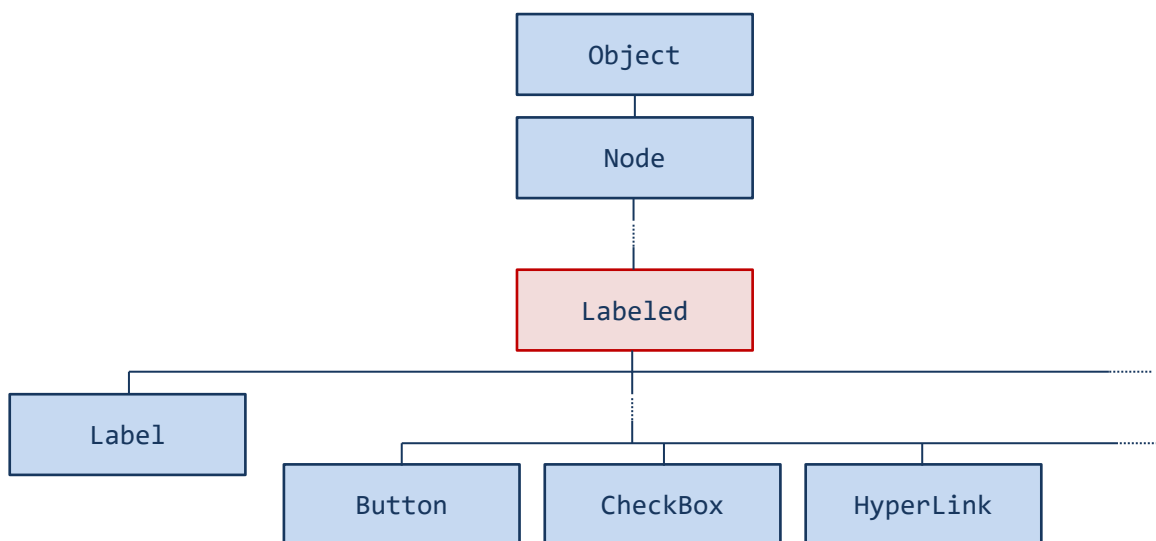 Object
Node
Labeled
Label
Button
CheckBox
HyperLink